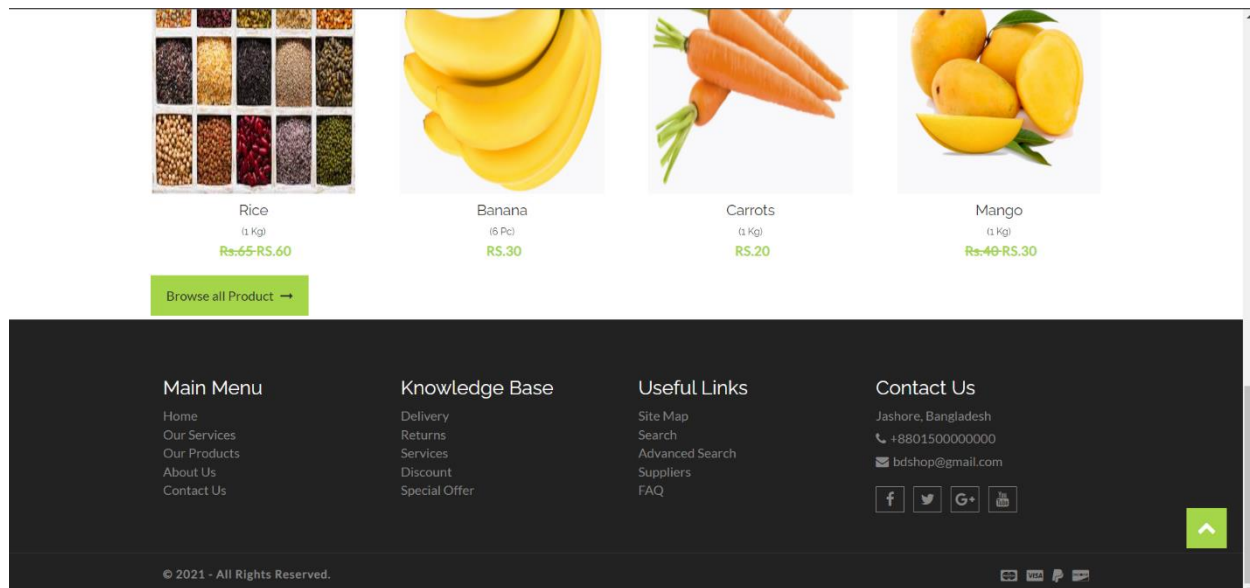 Rice
(1 Kg)
Rs.65 RS.60
Banana
(6 Pc)
RS.30
Carrots
(1 Kg)
RS.20
Mango
(1 Kg)
Rs.40 RS.30
Browse all Product →
Main Menu
Home
Our Services
Our Products
About Us
Contact Us
Knowledge Base
Delivery
Returns
Services
Discount
Special Offer
Useful Links
Site Map
Search
Advanced Search
Suppliers
FAQ
Contact Us
Jashore, Bangladesh
+8801500000000
bdshop@gmail.com
© 2021 - All Rights Reserved.
VISA